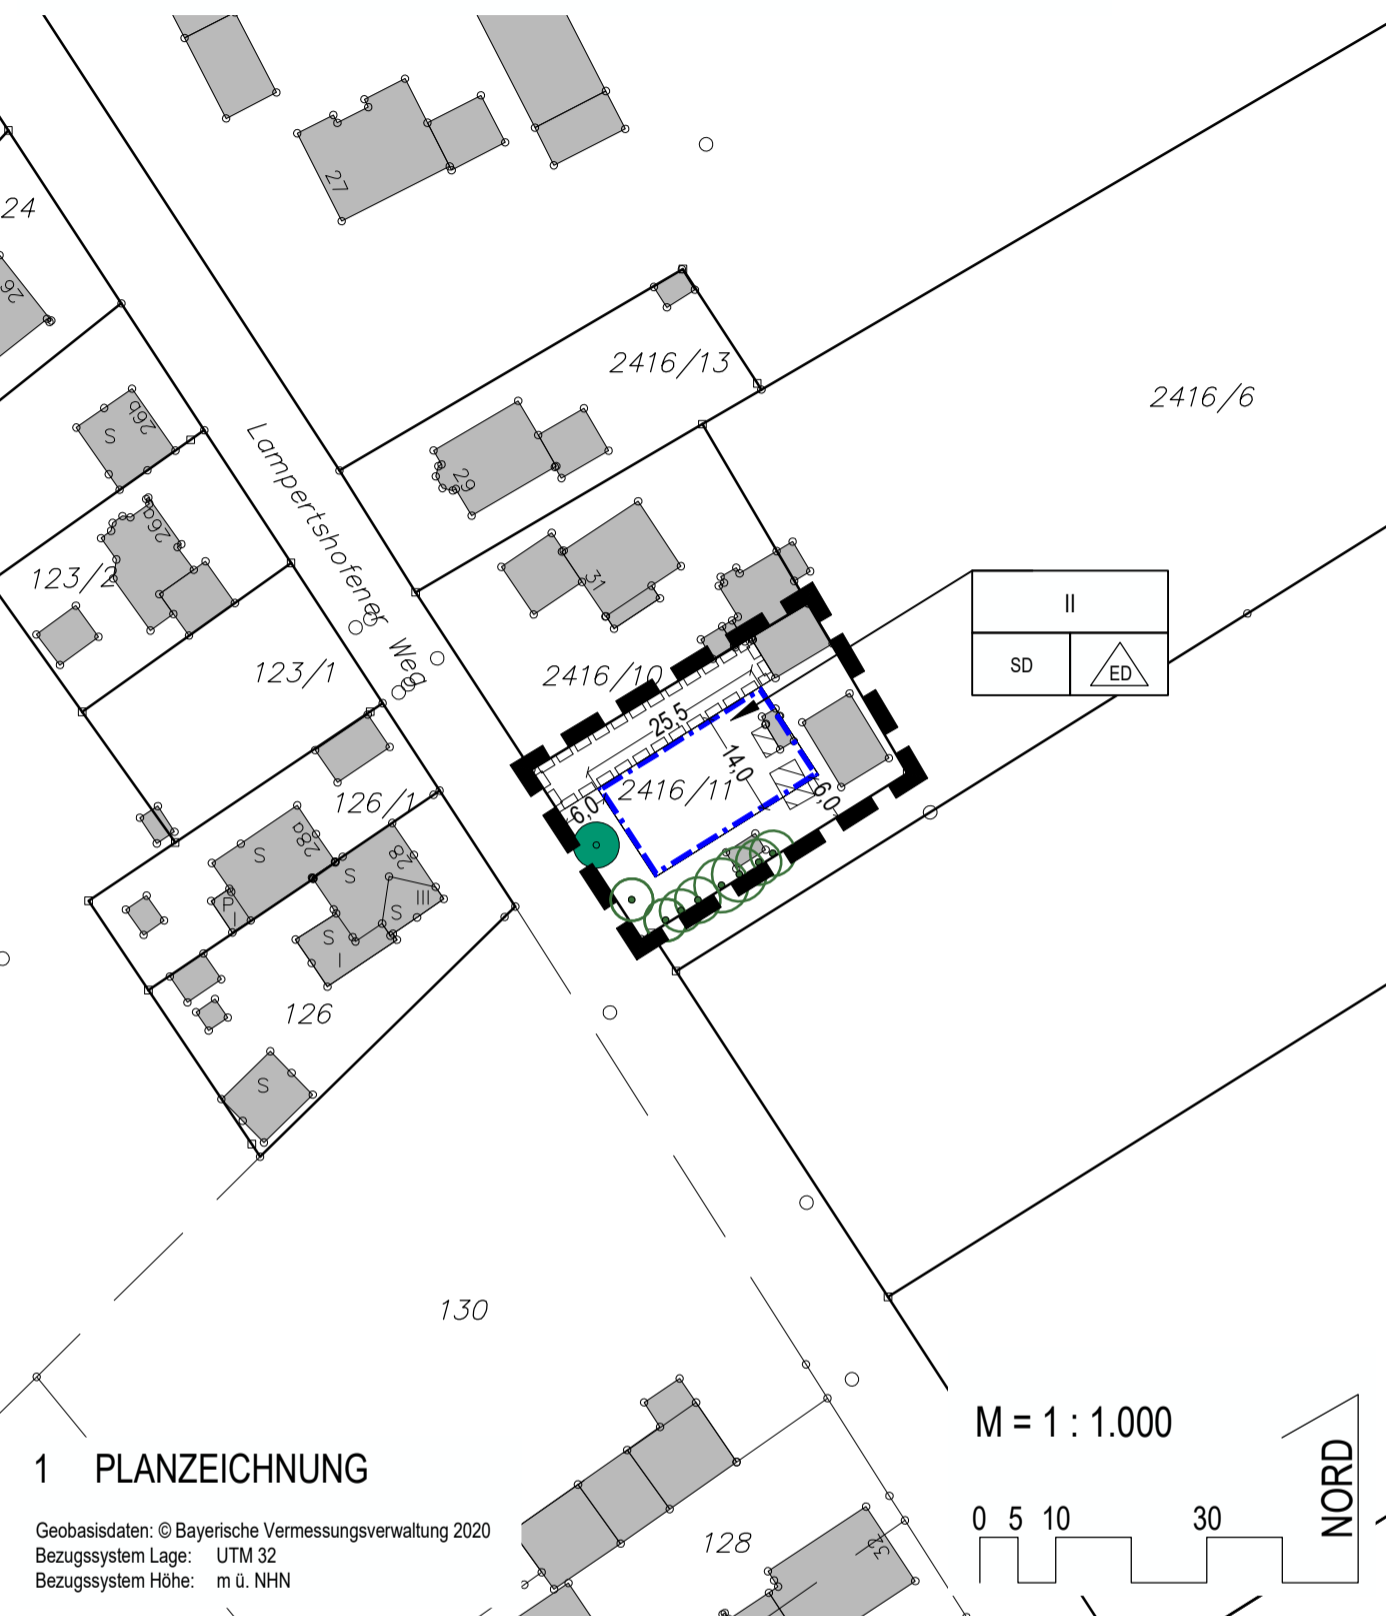 27
24
26
2416/13
2416/6
26b
S
29
Lampertshofener Weg
26a
123/2
31
II
SD
ED
123/1
2416/10
25,5
14,0
2416/11
6,0
6,0
126/1
28a
S
28
S
III
P
I
S
S
I
126
S
130
M = 1 : 1.000
1 PLANZEICHNUNG
NORD
0 5 10 30
Geobasisdaten: © Bayerische Vermessungsverwaltung 2020
Bezugssystem Lage: UTM 32
Bezugssystem Höhe: m ü. NHN
128